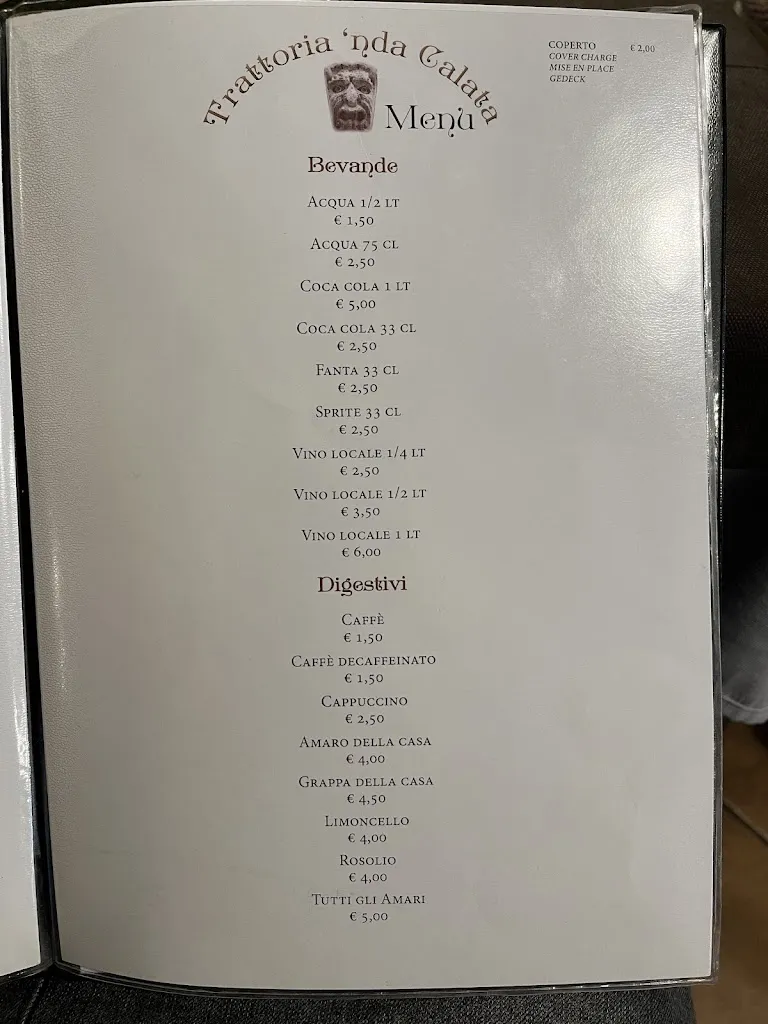 Trattoria 'nda Calata
Menu
COPERTO € 2,00
COVER CHARGE
MISE EN PLACE
GEDECK
Bevande
ACQUA 1/2 LT
€ 1,50
ACQUA 75 CL
€ 2,50
COCA COLA 1 LT
€ 5,00
COCA COLA 33 CL
€ 2,50
FANTA 33 CL
€ 2,50
SPRITE 33 CL
€ 2,50
VINO LOCALE 1/4 LT
€ 2,50
VINO LOCALE 1/2 LT
€ 3,50
VINO LOCALE 1 LT
€ 6,00
Digestivi
CAFFÈ
€ 1,50
CAFFÈ DECAFFEINATO
€ 1,50
CAPPUCCINO
€ 2,50
AMARO DELLA CASA
€ 4,00
GRAPPA DELLA CASA
€ 4,50
LIMONCELLO
€ 4,00
ROSOLIO
€ 4,00
TUTTI GLI AMARI
€ 5,00